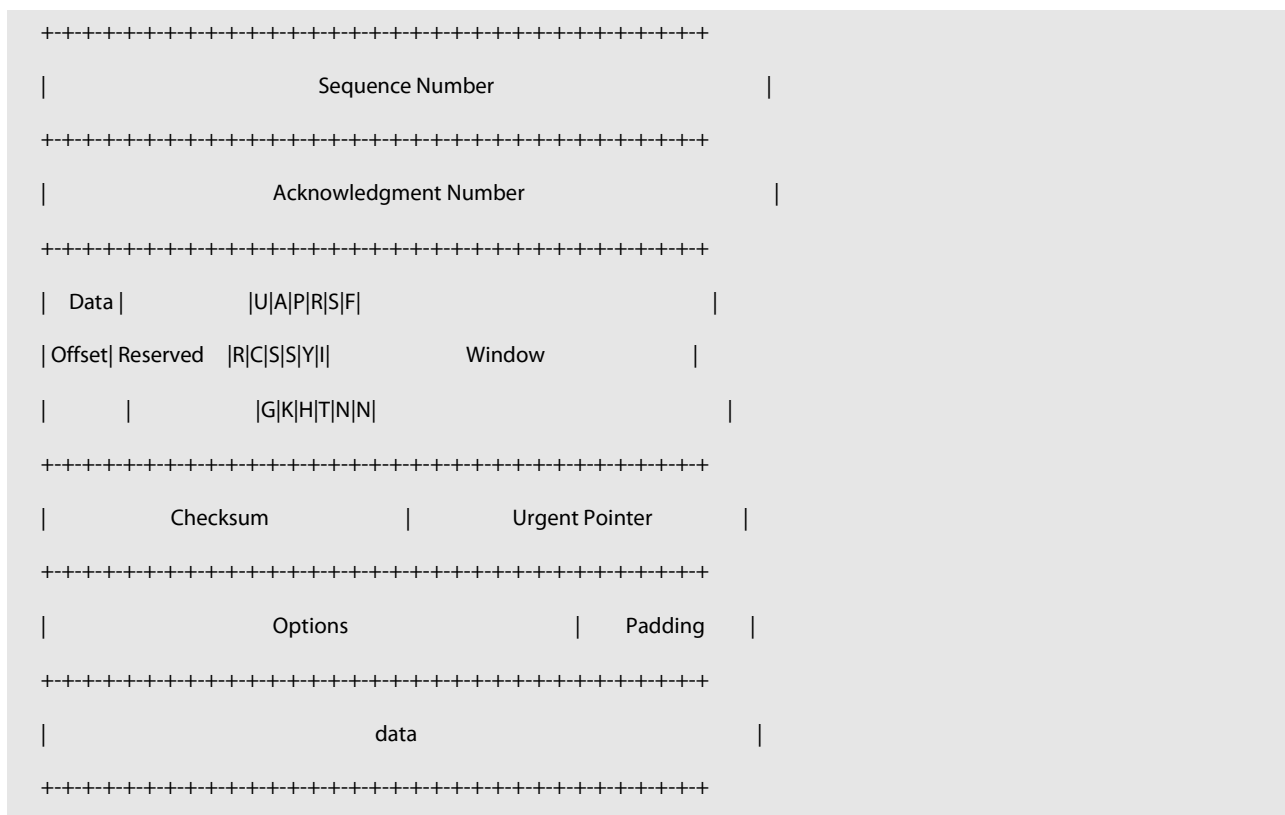 +-+-+-+-+-+-+-+-+-+-+-+-+-+-+-+-+-+-+-+-+-+-+-+-+-+-+-+-+-+-+-+-+
| Sequence Number |
+-+-+-+-+-+-+-+-+-+-+-+-+-+-+-+-+-+-+-+-+-+-+-+-+-+-+-+-+-+-+-+-+
| Acknowledgment Number |
+-+-+-+-+-+-+-+-+-+-+-+-+-+-+-+-+-+-+-+-+-+-+-+-+-+-+-+-+-+-+-+-+
| Data | |U|A|P|R|S|F| |
| Offset| Reserved |R|C|S|S|Y|I| Window |
| | |G|K|H|T|N|N| |
+-+-+-+-+-+-+-+-+-+-+-+-+-+-+-+-+-+-+-+-+-+-+-+-+-+-+-+-+-+-+-+-+
| Checksum | Urgent Pointer |
+-+-+-+-+-+-+-+-+-+-+-+-+-+-+-+-+-+-+-+-+-+-+-+-+-+-+-+-+-+-+-+-+
| Options | Padding |
+-+-+-+-+-+-+-+-+-+-+-+-+-+-+-+-+-+-+-+-+-+-+-+-+-+-+-+-+-+-+-+-+
| data |
+-+-+-+-+-+-+-+-+-+-+-+-+-+-+-+-+-+-+-+-+-+-+-+-+-+-+-+-+-+-+-+-+